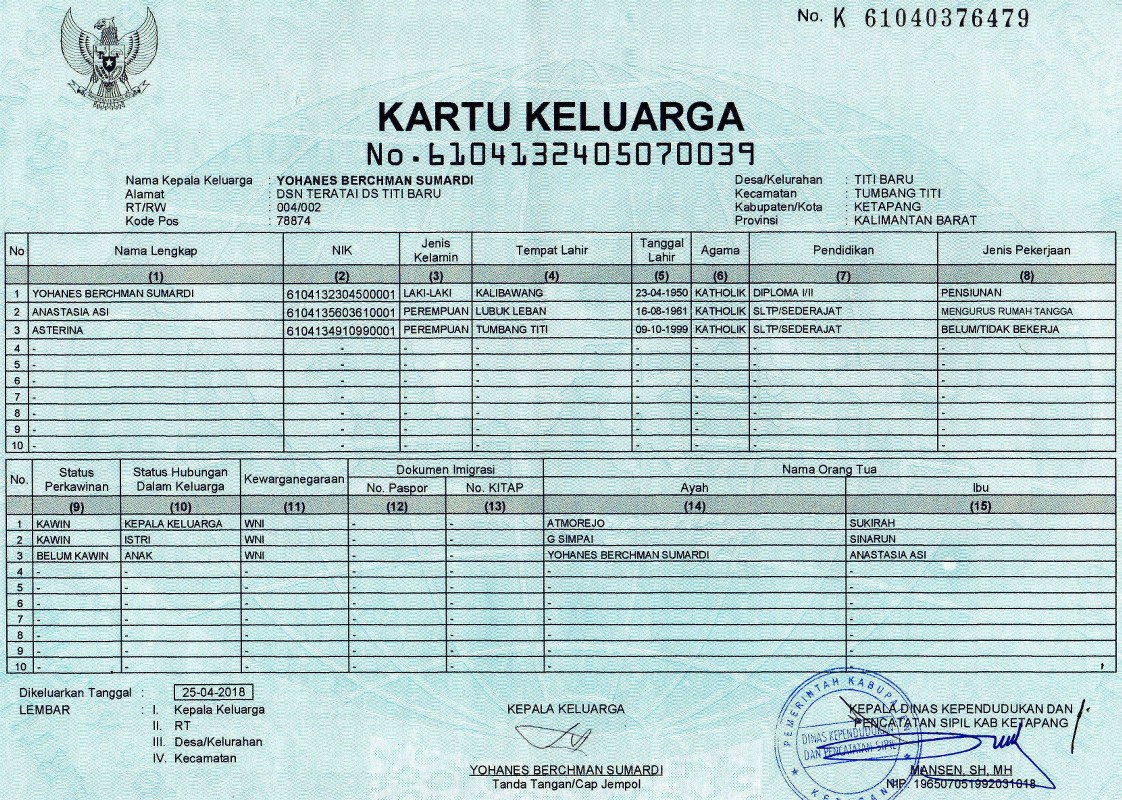 No. K 61040376479
KARTU KELUARGA
No.6104132405070039
Nama Kepala Keluarga : YOHANES BERCHMAN SUMARDI
Alamat : DSN TERATAI DS TITI BARU
RT/RW : 004/002
Kode Pos : 78874
Desa/Kelurahan : TITI BARU
Kecamatan : TUMBANG TITI
Kabupaten/Kota : KETAPANG
Provinsi : KALIMANTAN BARAT
No Nama Lengkap NIK Jenis Kelamin Tempat Lahir Tanggal Lahir Agama Pendidikan Jenis Pekerjaan
(1) (2) (3) (4) (5) (6) (7) (8)
1 YOHANES BERCHMAN SUMARDI 6104132304500001 LAKI-LAKI KALIBAWANG 23-04-1950 KATHOLIK DIPLOMA I/II PENSIUNAN
2 ANASTASIA ASI 6104135603610001 PEREMPUAN LUBUK LEBAN 16-08-1961 KATHOLIK SLTP/SEDERAJAT MENGURUS RUMAH TANGGA
3 ASTERINA 6104134910990001 PEREMPUAN TUMBANG TITI 09-10-1999 KATHOLIK SLTP/SEDERAJAT BELUM/TIDAK BEKERJA
4 - - - - - - - -
5 - - - - - - - -
6 - - - - - - - -
7 - - - - - - - -
8 - - - - - - - -
9 - - - - - - - -
10 - - - - - - - -
No. Status Perkawinan Status Hubungan Dalam Keluarga Kewarganegaraan Dokumen Imigrasi Nama Orang Tua
No. Paspor No. KITAP Ayah Ibu
(9) (10) (11) (12) (13) (14) (15)
1 KAWIN KEPALA KELUARGA WNI - - ATMOREJO SUKIRAH
2 KAWIN ISTRI WNI - - G SIMPAI SINARUN
3 BELUM KAWIN ANAK WNI - - YOHANES BERCHMAN SUMARDI ANASTASIA ASI
4 - - - - - - -
5 - - - - - - -
6 - - - - - - -
7 - - - - - - -
8 - - - - - - -
9 - - - - - - -
10 - - - - - - -
Dikeluarkan Tanggal : 25-04-2018
LEMBAR : I. Kepala Keluarga
II. RT
III. Desa/Kelurahan
IV. Kecamatan
KEPALA KELUARGA
YOHANES BERCHMAN SUMARDI
Tanda Tangan/Cap Jempol
KEPALA DINAS KEPENDUDUKAN DAN
PENCATATAN SIPIL KAB KETAPANG
MANSEN, SH, MH
NIP. 196507051992031018
PEMERINTAH KABUPATEN
DINAS KEPENDUDUKAN
DAN PENCATATAN SIPIL